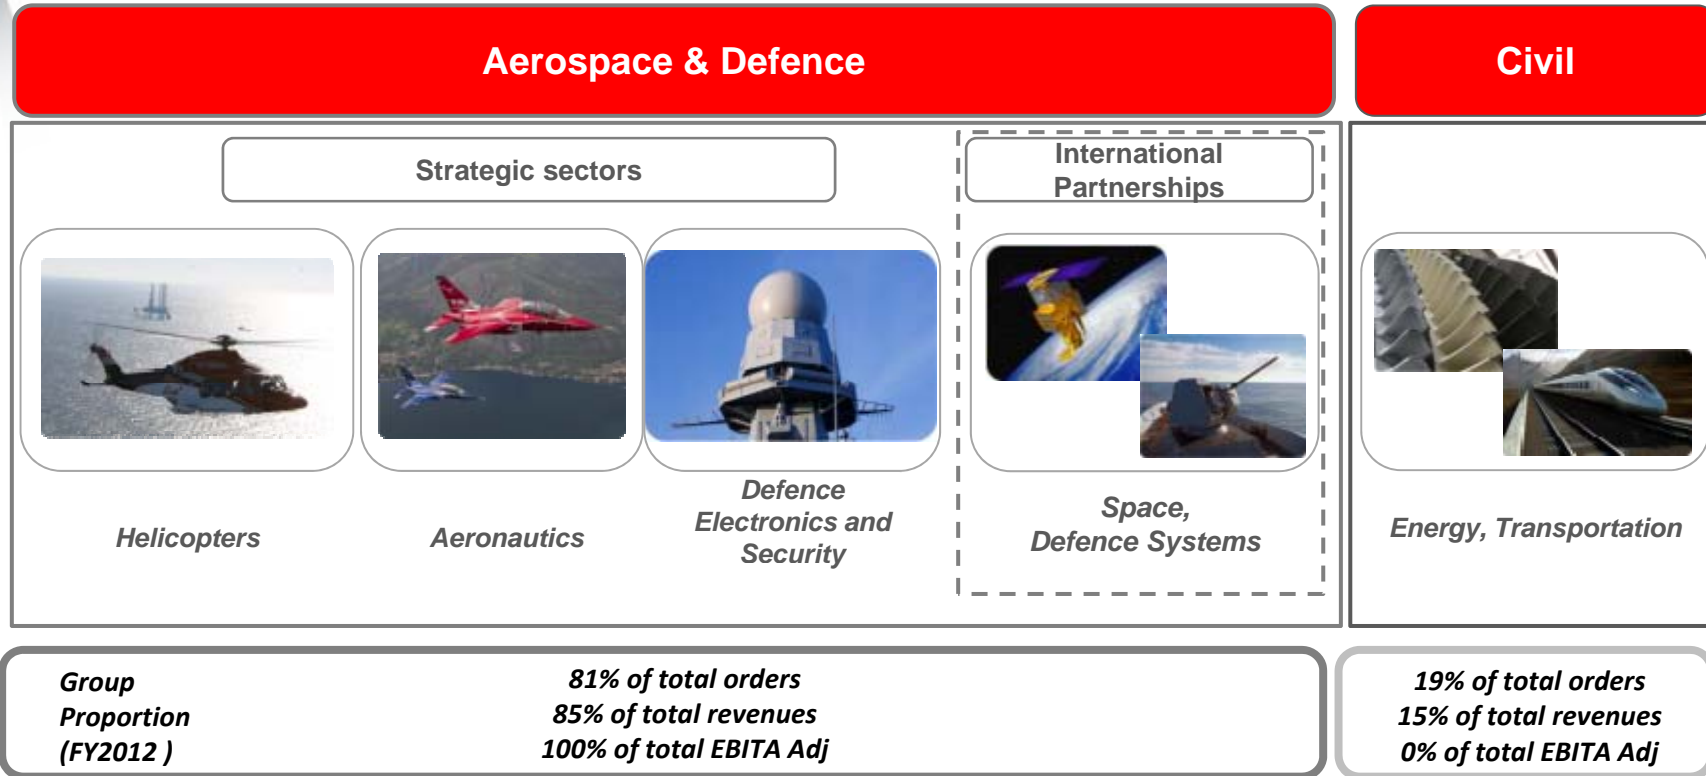 Aerospace & Defence
Civil
Strategic sectors
International
Partnerships
Helicopters
Aeronautics
Defence
Electronics and
Security
Space,
Defence Systems
Energy, Transportation
Group
Proportion
(FY2012 )
81% of total orders
85% of total revenues
100% of total EBITA Adj
19% of total orders
15% of total revenues
0% of total EBITA Adj